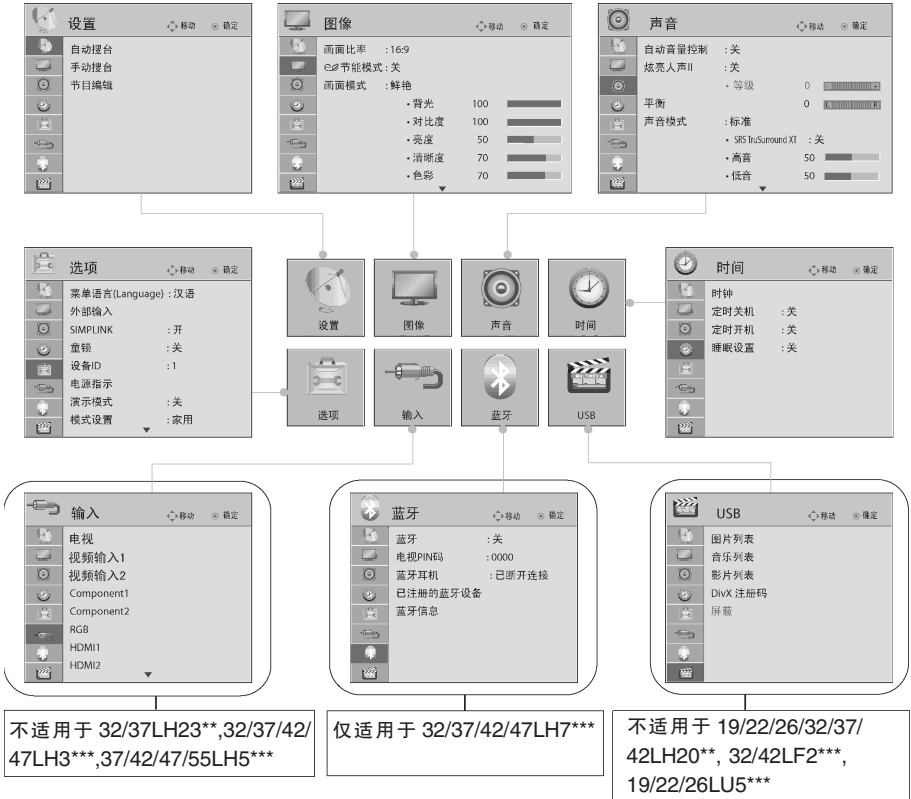 设置
移动 确定
自动搜台
手动搜台
节目编辑
图像
移动 确定
画面比率 : 16:9
节能模式 : 关
画面模式 : 鲜艳
• 背光 100
• 对比度 100
• 亮度 50
• 清晰度 70
• 色彩 70
声音
移动 确定
自动音量控制 : 关
炫亮人声II : 关
• 等级 0 - +
平衡 0 L R
声音模式 : 标准
• SRS TruSurround XT : 关
• 高音 50
• 低音 50
选项
移动 确定
菜单语言(Language) : 汉语
外部输入
SIMPLINK : 开
童锁 : 关
设备ID : 1
电源指示
演示模式 : 关
模式设置 : 家用
设置
图像
声音
时间
选项
输入
蓝牙
USB
时间
移动 确定
时钟
定时关机 : 关
定时开机 : 关
睡眠设置 : 关
输入
移动 确定
电视
视频输入1
视频输入2
Component1
Component2
RGB
HDMI1
HDMI2
蓝牙
移动 确定
蓝牙 : 关
电视PIN码 : 0000
蓝牙耳机 : 已断开连接
已注册的蓝牙设备
蓝牙信息
USB
移动 确定
图片列表
音乐列表
影片列表
DivX 注册码
屏蔽
不适用于 32/37LH23**,32/37/42/
47LH3***,37/42/47/55LH5***
仅适用于 32/37/42/47LH7***
不适用于 19/22/26/32/37/
42LH20**, 32/42LF2***,
19/22/26LU5***